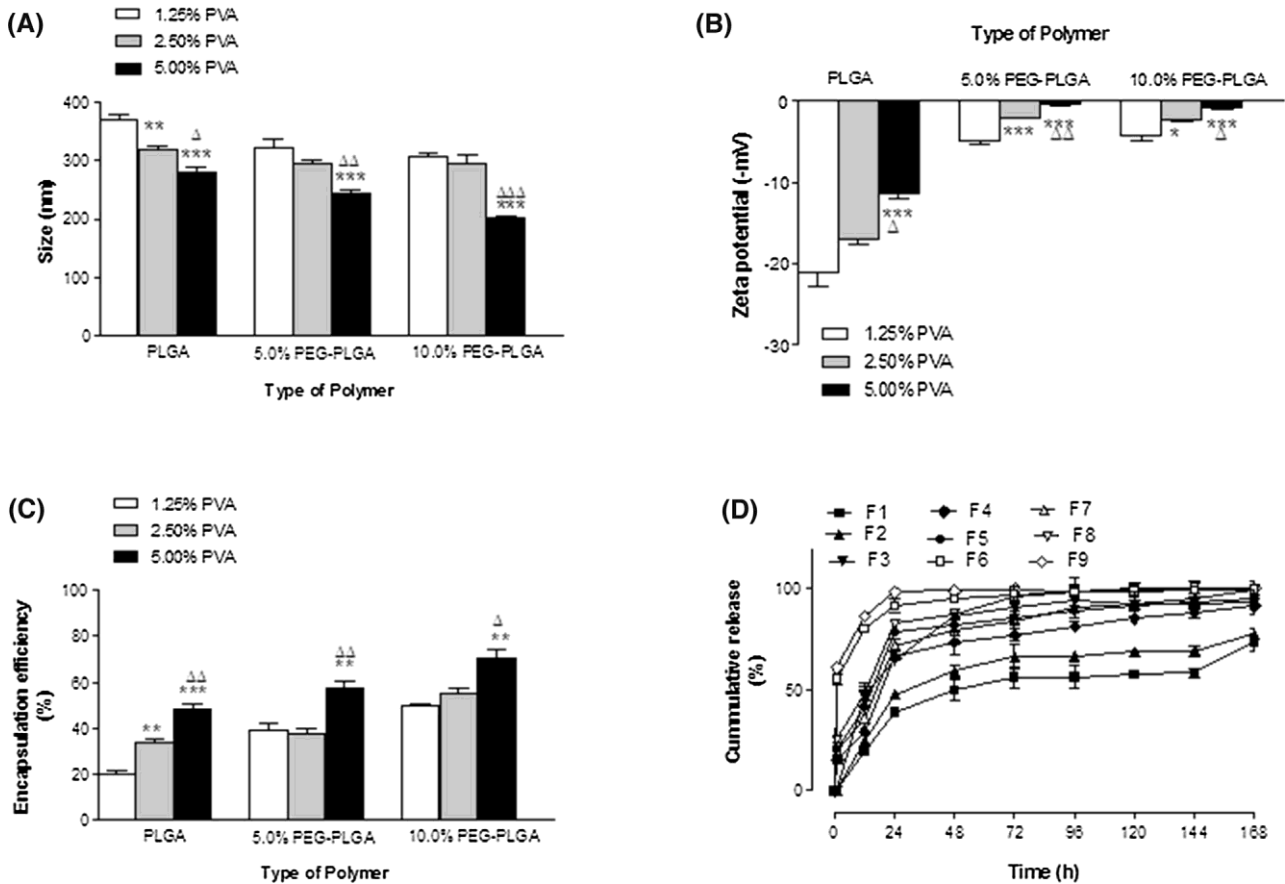 (A)
1.25% PVA
2.50% PVA
5.00% PVA
400
300
200
100
0
Size (nm)
**
Δ
***
ΔΔ
***
ΔΔΔ
***
PLGA
5.0% PEG-PLGA
10.0% PEG-PLGA
Type of Polymer
(B)
Type of Polymer
PLGA
5.0% PEG-PLGA
10.0% PEG-PLGA
0
-10
-20
-30
Zeta potential (-mV)
***
Δ
***
***
ΔΔ
*
***
Δ
1.25% PVA
2.50% PVA
5.00% PVA
(C)
1.25% PVA
2.50% PVA
5.00% PVA
100
80
60
40
20
0
Encapsulation efficiency
(%)
**
ΔΔ
***
ΔΔ
**
Δ
**
PLGA
5.0% PEG-PLGA
10.0% PEG-PLGA
Type of Polymer
(D)
F1
F2
F3
F4
F5
F6
F7
F8
F9
100
50
0
Cummulative release
(%)
0 24 48 72 96 120 144 168
Time (h)